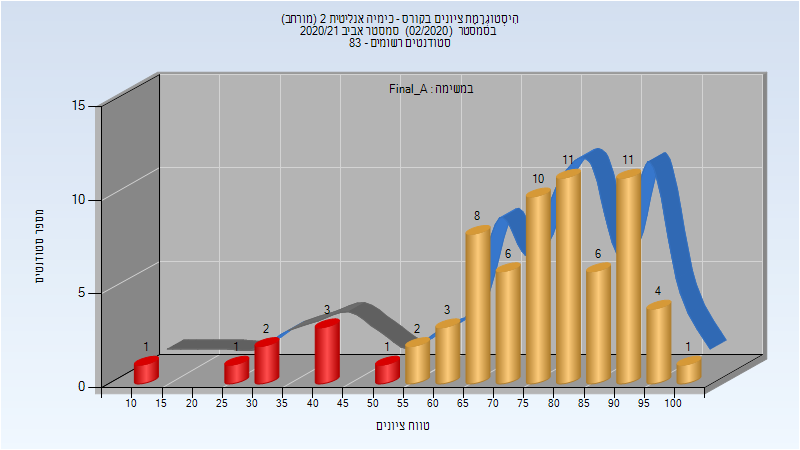 הִיסְטוֹגְרָמַת ציונים בקורס - כימיה אנליטית 2 (מורחב)
בסמסטר (02/2020) סמסטר אביב 2020/21
סטודנטים רשומים - 83
במשימה : Final_A
מספר סטודנטים
15
10
5
0
1
1
2
3
1
2
3
8
6
10
11
6
11
4
1
10 15 20 25 30 35 40 45 50 55 60 65 70 75 80 85 90 95 100
טווח ציונים